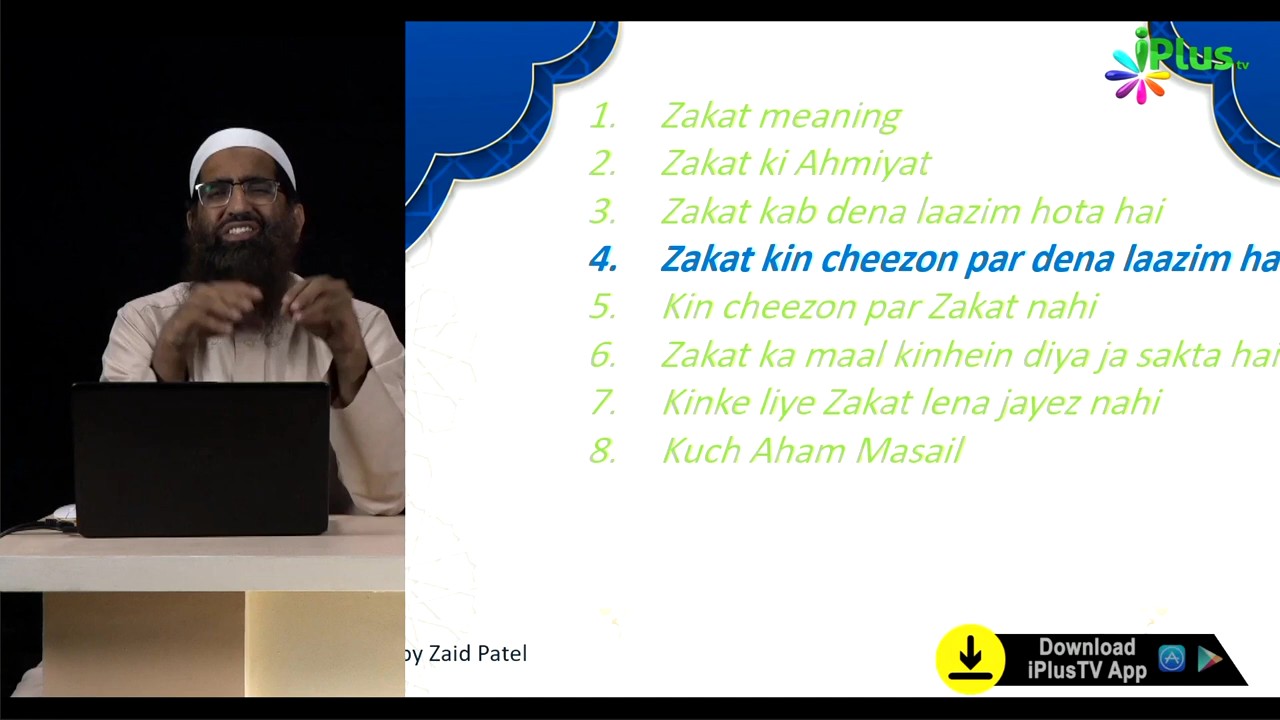 iPlus tv
1. Zakat meaning
2. Zakat ki Ahmiyat
3. Zakat kab dena laazim hota hai
4. Zakat kin cheezon par dena laazim ha
5. Kin cheezon par Zakat nahi
6. Zakat ka maal kinhein diya ja sakta hai
7. Kinke liye Zakat lena jayez nahi
8. Kuch Aham Masail
by Zaid Patel
Download
iPlusTV App